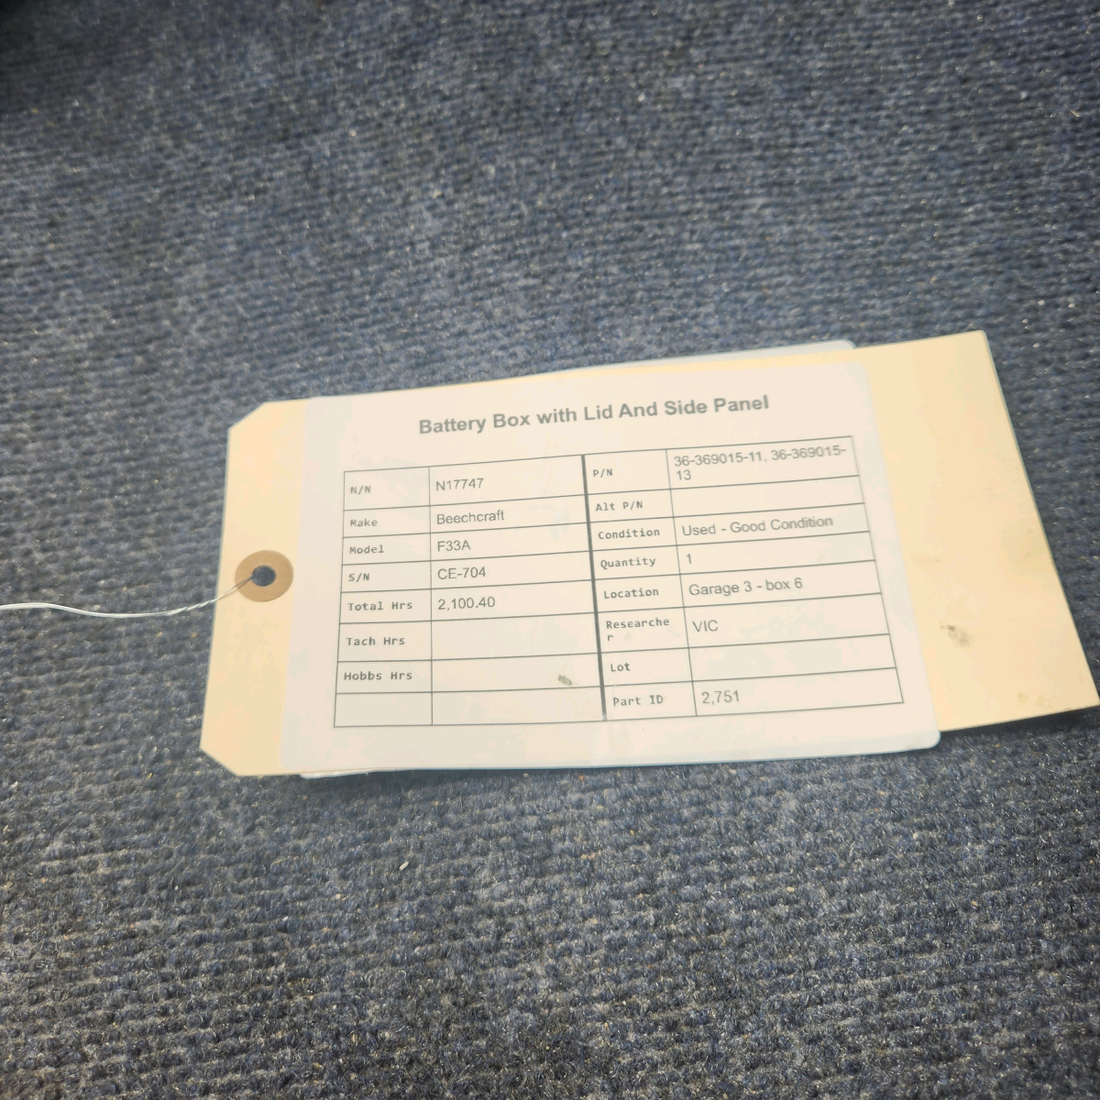 Battery Box with Lid And Side Panel
N/N N17747
Make Beechcraft
Model F33A
S/N CE-704
Total Hrs 2,100.40
Tach Hrs
Hobbs Hrs
P/N 36-369015-11, 36-369015-
13
Alt P/N
Condition Used - Good Condition
Quantity 1
Location Garage 3 - box 6
Researche
r VIC
Lot
Part ID 2,751